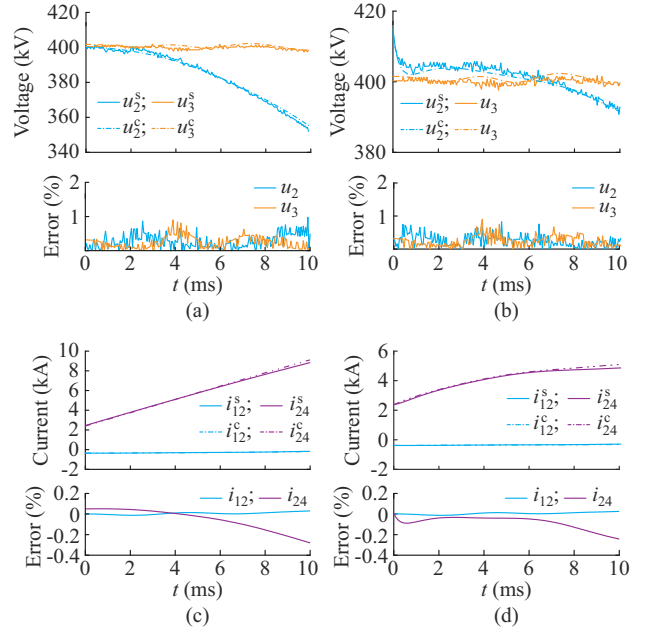 420
400
380
360
340
Voltage (kV)
u₂ˢ; u₃ˢ
u₂ᶜ; u₃ᶜ
2
1
Error (%)
u₂
u₃
0 2 4 6 8 10
t (ms)
(a)
420
400
380
Voltage (kV)
u₂ˢ; u₃
u₂ᶜ; u₃
2
1
Error (%)
u₂
u₃
0 2 4 6 8 10
t (ms)
(b)
10
8
6
4
2
0
-2
Current (kA)
i₁₂ˢ; i₂₄ˢ
i₁₂ᶜ; i₂₄ᶜ
0.2
0
-0.2
-0.4
Error (%)
i₁₂; i₂₄
0 2 4 6 8 10
t (ms)
(c)
6
4
2
0
-2
Current (kA)
i₁₂ˢ; i₂₄ˢ
i₁₂ᶜ; i₂₄ᶜ
0.2
0
-0.2
-0.4
Error (%)
i₁₂; i₂₄
0 2 4 6 8 10
t (ms)
(d)